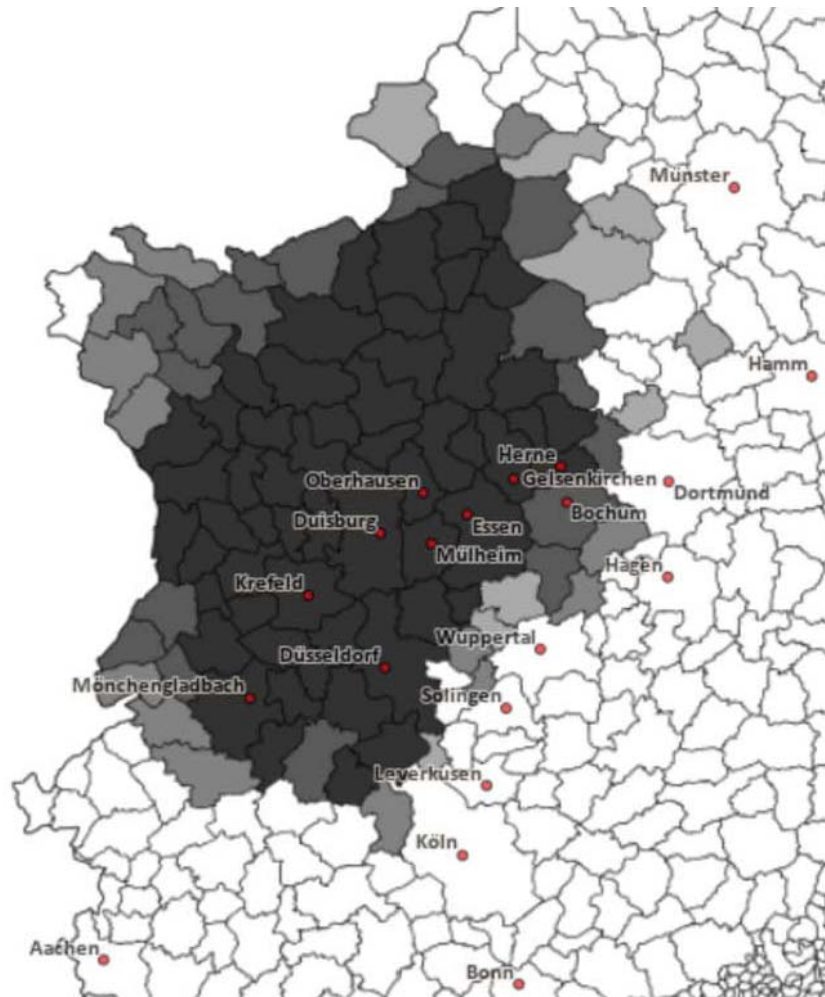 Münster
Hamm
Herne
Gelsenkirchen
Oberhausen
Dortmund
Bochum
Duisburg
Essen
Mülheim
Hagen
Krefeld
Wuppertal
Düsseldorf
Mönchengladbach
Solingen
Leverkusen
Köln
Aachen
Bonn